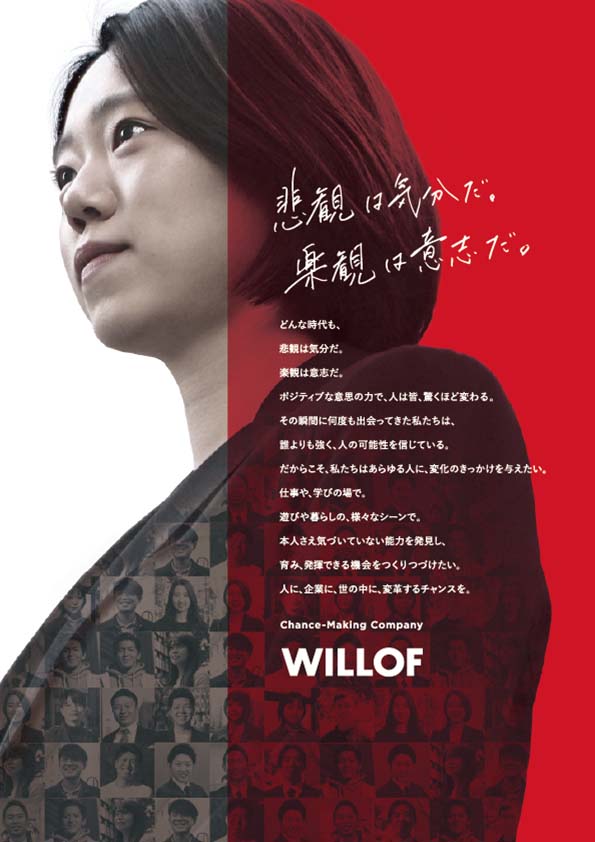 悲観は気分だ。
楽観は意志だ。
どんな時代も、
悲観は気分だ。
楽観は意志だ。
ポジティブな意思の力で、人は皆、驚くほど変わる。
その瞬間に何度も出会ってきた私たちは、
誰よりも強く、人の可能性を信じている。
だからこそ、私たちはあらゆる人に、変化のきっかけを与えたい。
仕事や、学びの場で。
遊びや暮らしの、様々なシーンで。
本人さえ気づいていない能力を発見し、
育み、発揮できる機会をつくりつづけたい。
人に、企業に、世の中に、変革するチャンスを。
Chance-Making Company
WILLOF